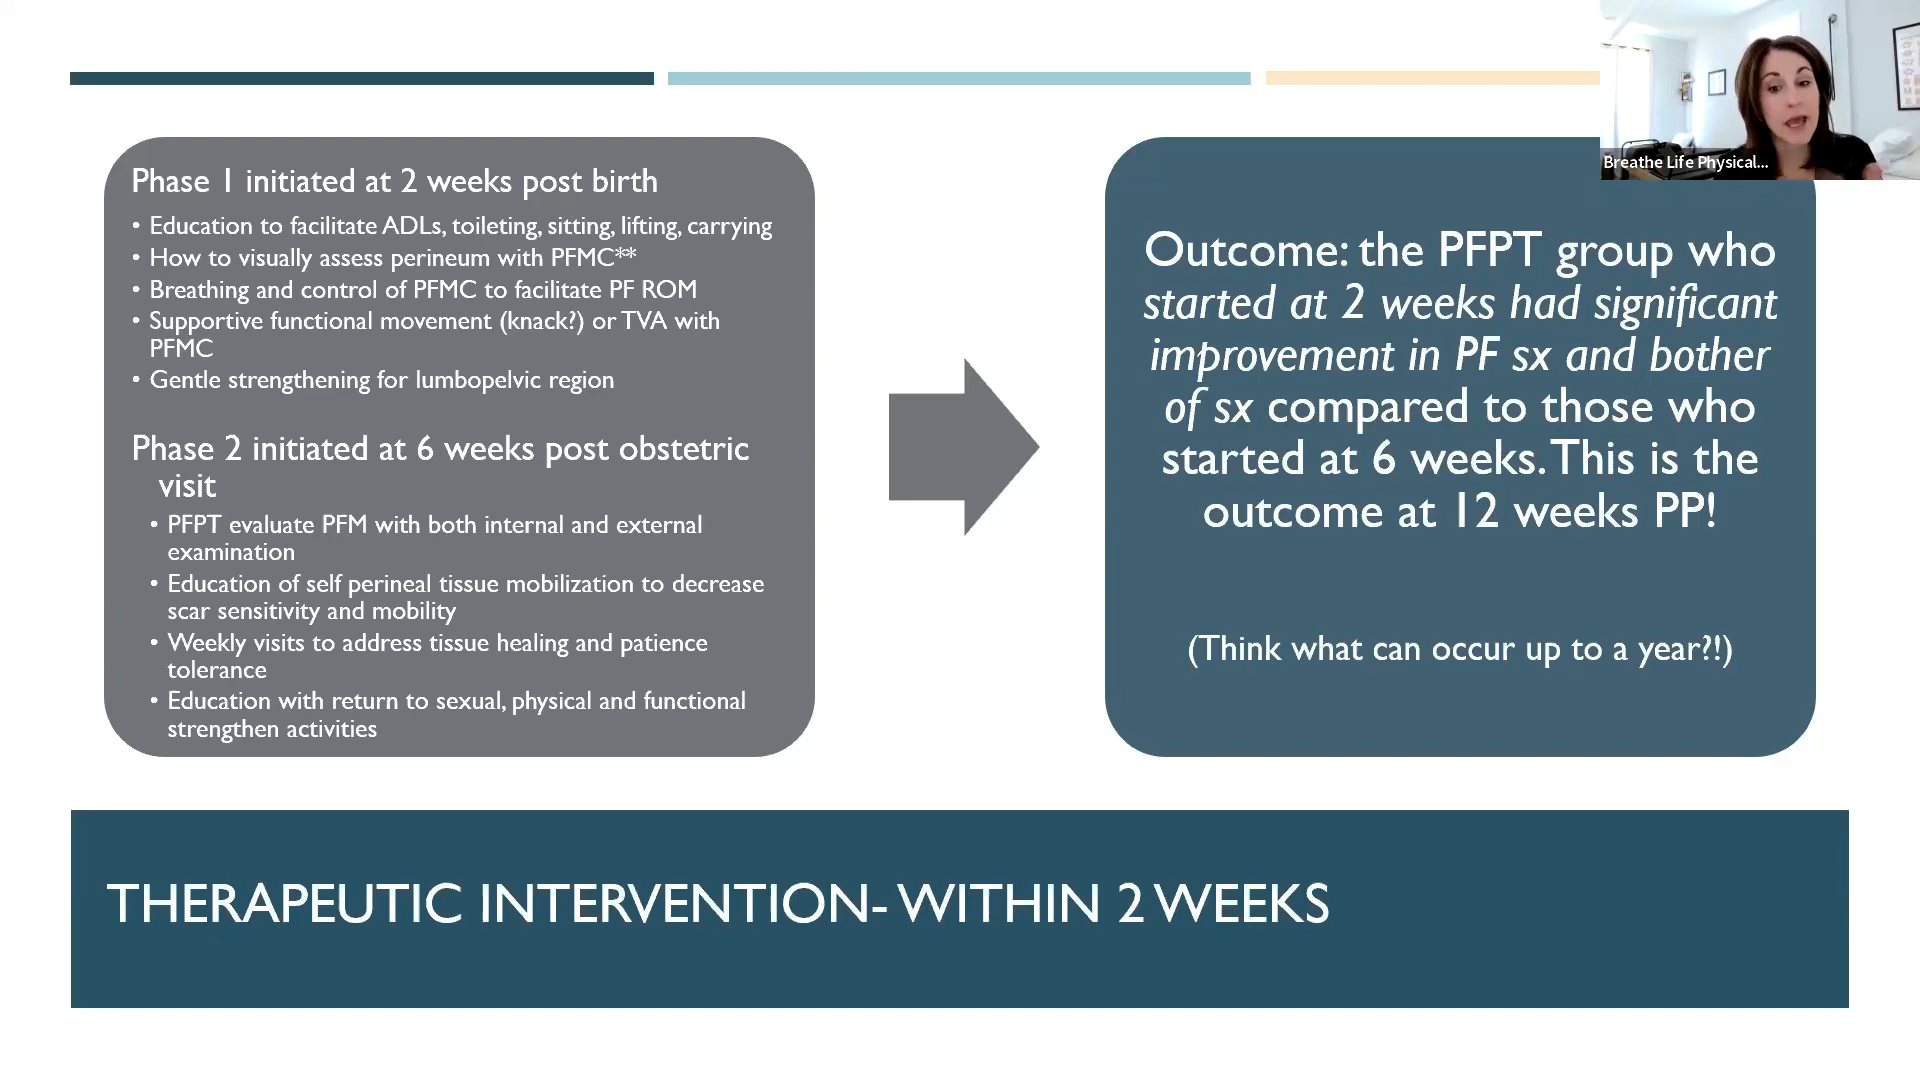 Breathe Life Physical...
Phase 1 initiated at 2 weeks post birth
• Education to facilitate ADLs, toileting, sitting, lifting, carrying
• How to visually assess perineum with PFMC**
• Breathing and control of PFMC to facilitate PF ROM
• Supportive functional movement (knack?) or TVA with
PFMC
• Gentle strengthening for lumbopelvic region
Phase 2 initiated at 6 weeks post obstetric
visit
• PFPT evaluate PFM with both internal and external
examination
• Education of self perineal tissue mobilization to decrease
scar sensitivity and mobility
• Weekly visits to address tissue healing and patience
tolerance
• Education with return to sexual, physical and functional
strengthen activities
Outcome: the PFPT group who
started at 2 weeks had significant
improvement in PF sx and bother
of sx compared to those who
started at 6 weeks. This is the
outcome at 12 weeks PP!
(Think what can occur up to a year?!)
THERAPEUTIC INTERVENTION- WITHIN 2 WEEKS